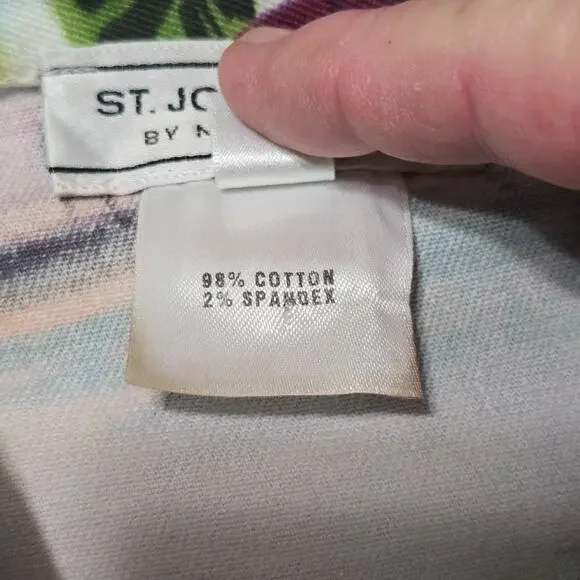 ST. JO
BY N
98% COTTON
2% SPANDEX